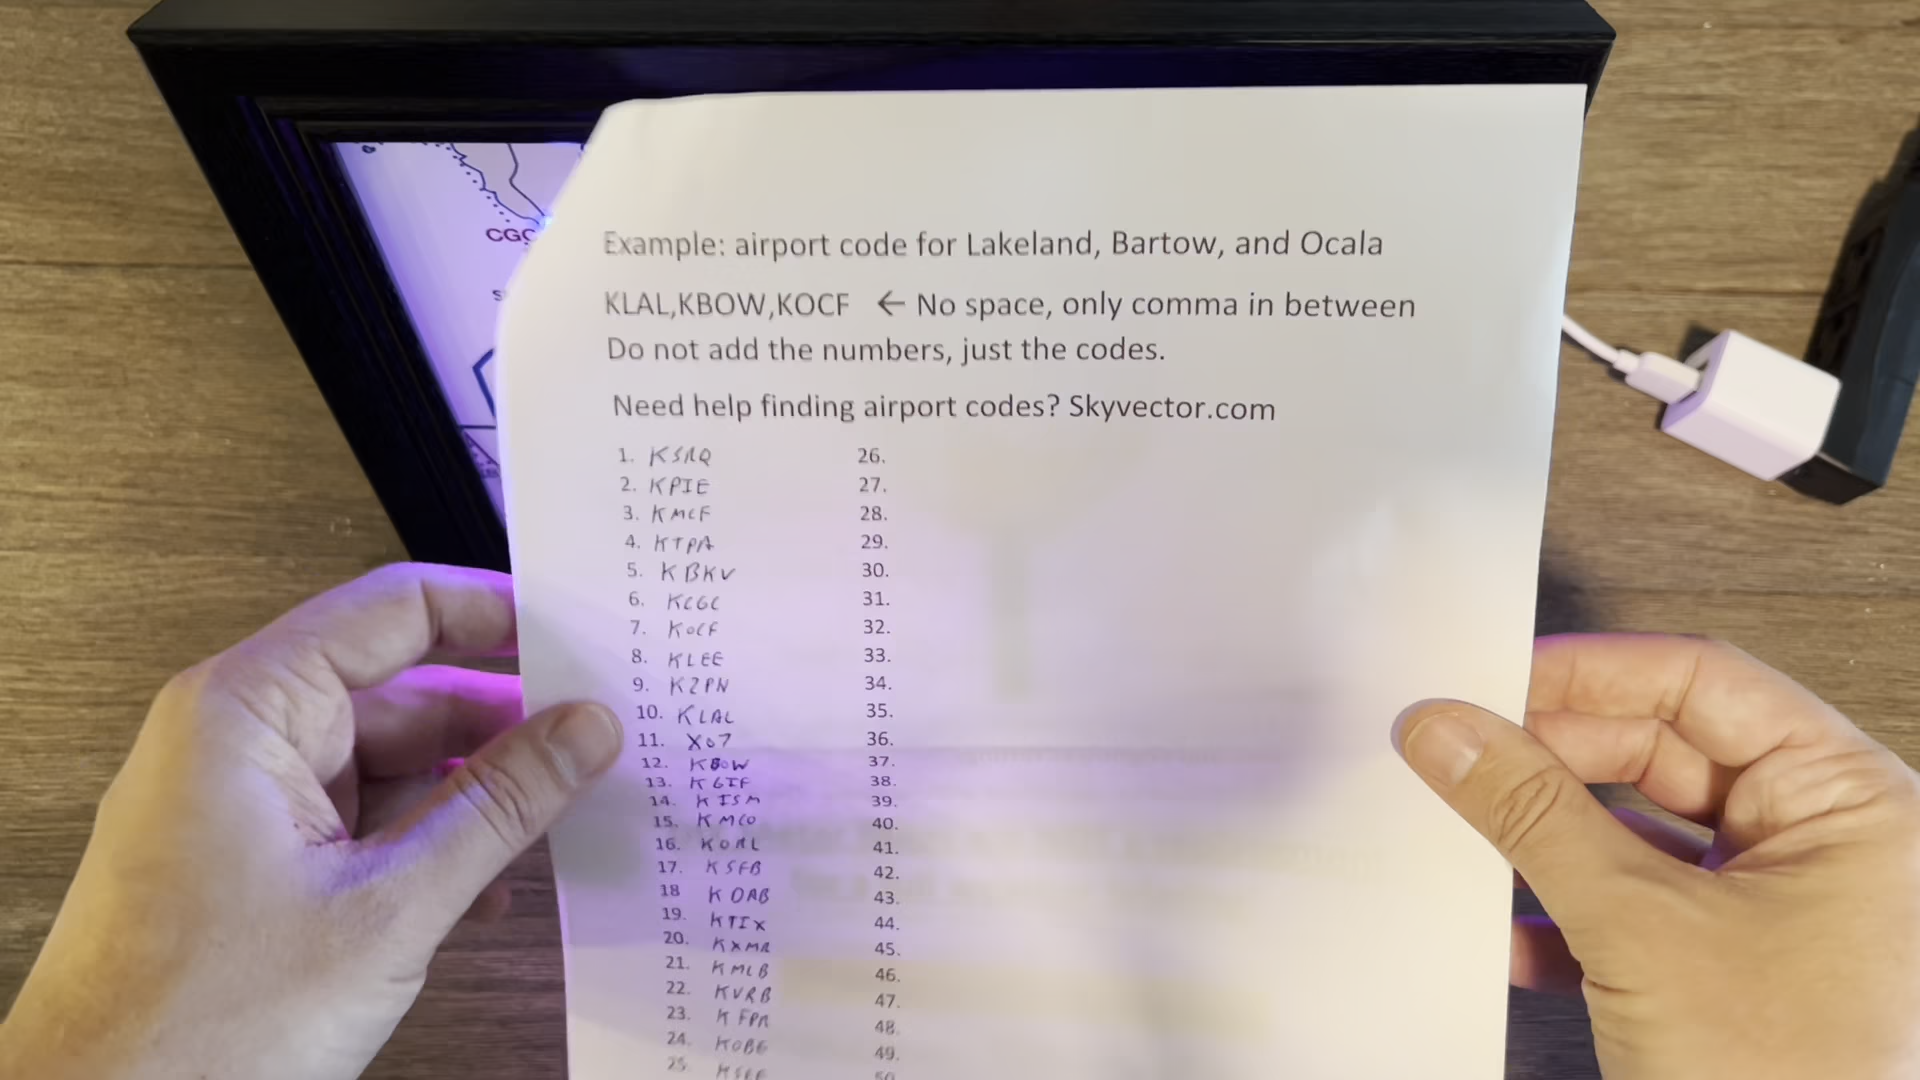 CGC
Example: airport code for Lakeland, Bartow, and Ocala
KLAL,KBOW,KOCF ← No space, only comma in between
Do not add the numbers, just the codes.
Need help finding airport codes? Skyvector.com
1. KSRQ 26.
2. KPIE 27.
3. KMCF 28.
4. KTPA 29.
5. KBKV 30.
6. KCGC 31.
7. KOCF 32.
8. KLEE 33.
9. KZPN 34.
10. KLAL 35.
11. X07 36.
12. KBOW 37.
13. KGIF 38.
14. KISM 39.
15. KMCO 40.
16. KORL 41.
17. KSFB 42.
18 KDAB 43.
19. KTIX 44.
20. KXMR 45.
21. KMLB 46.
22. KVRB 47.
23. KFPR 48.
24. KOBE 49.
25. 50.